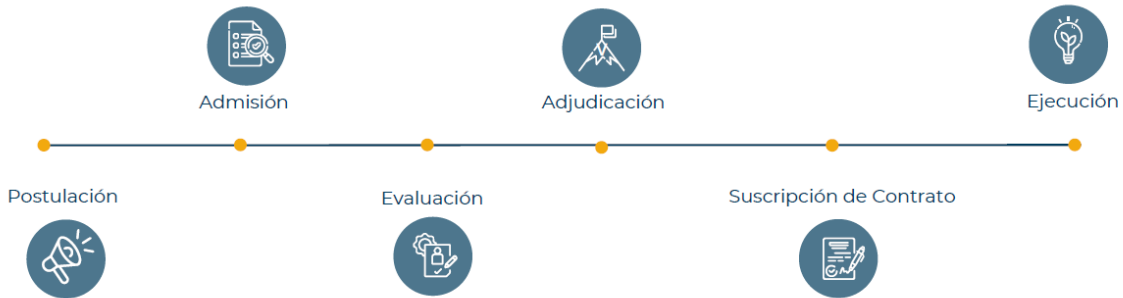 Admisión
Adjudicación
Ejecución
Postulación
Evaluación
Suscripción de Contrato